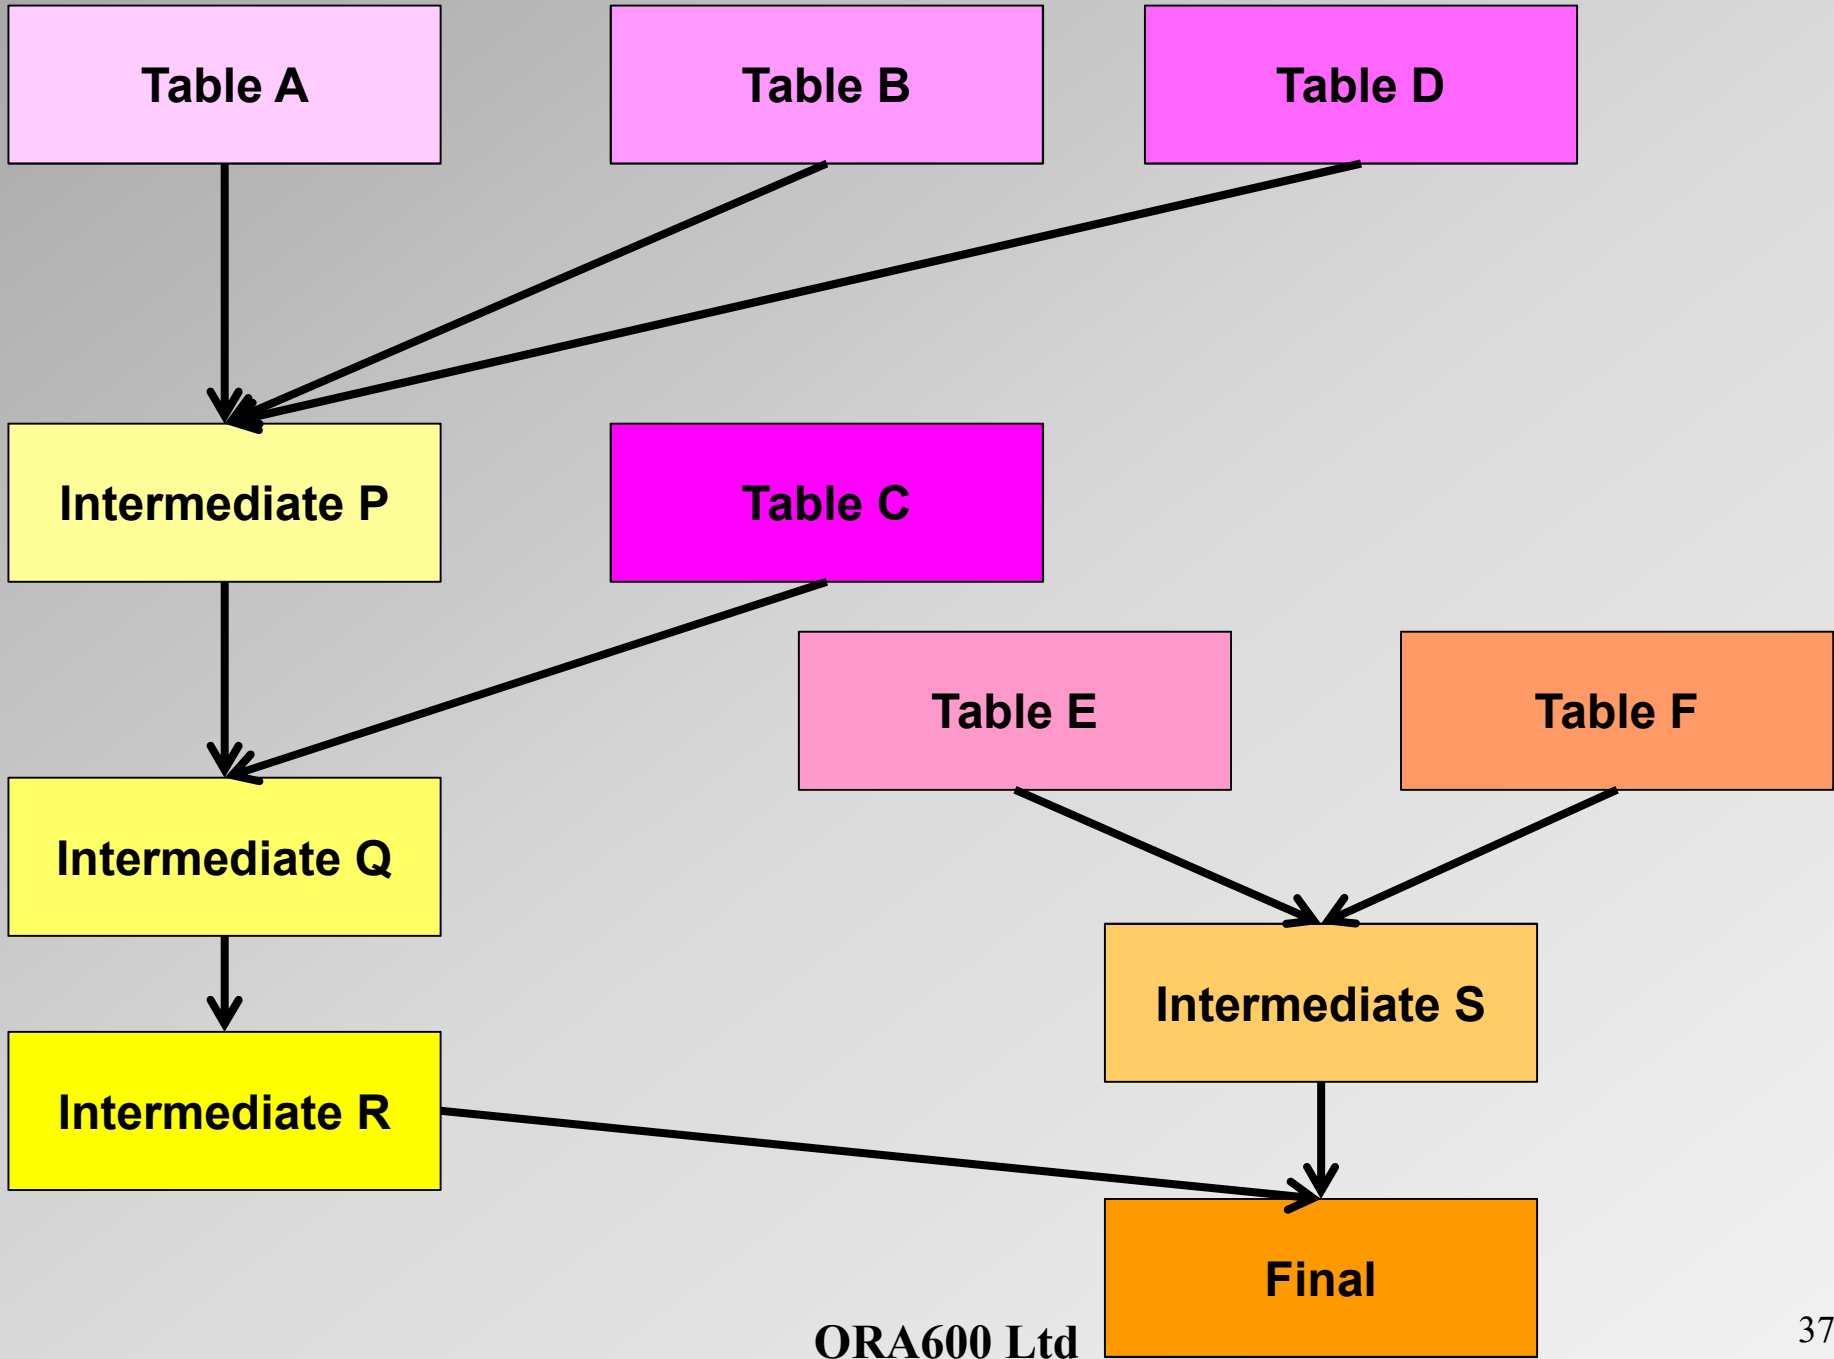 Table A
Table B
Table D
Intermediate P
Table C
Table E
Table F
Intermediate Q
Intermediate S
Intermediate R
Final
ORA600 Ltd
37